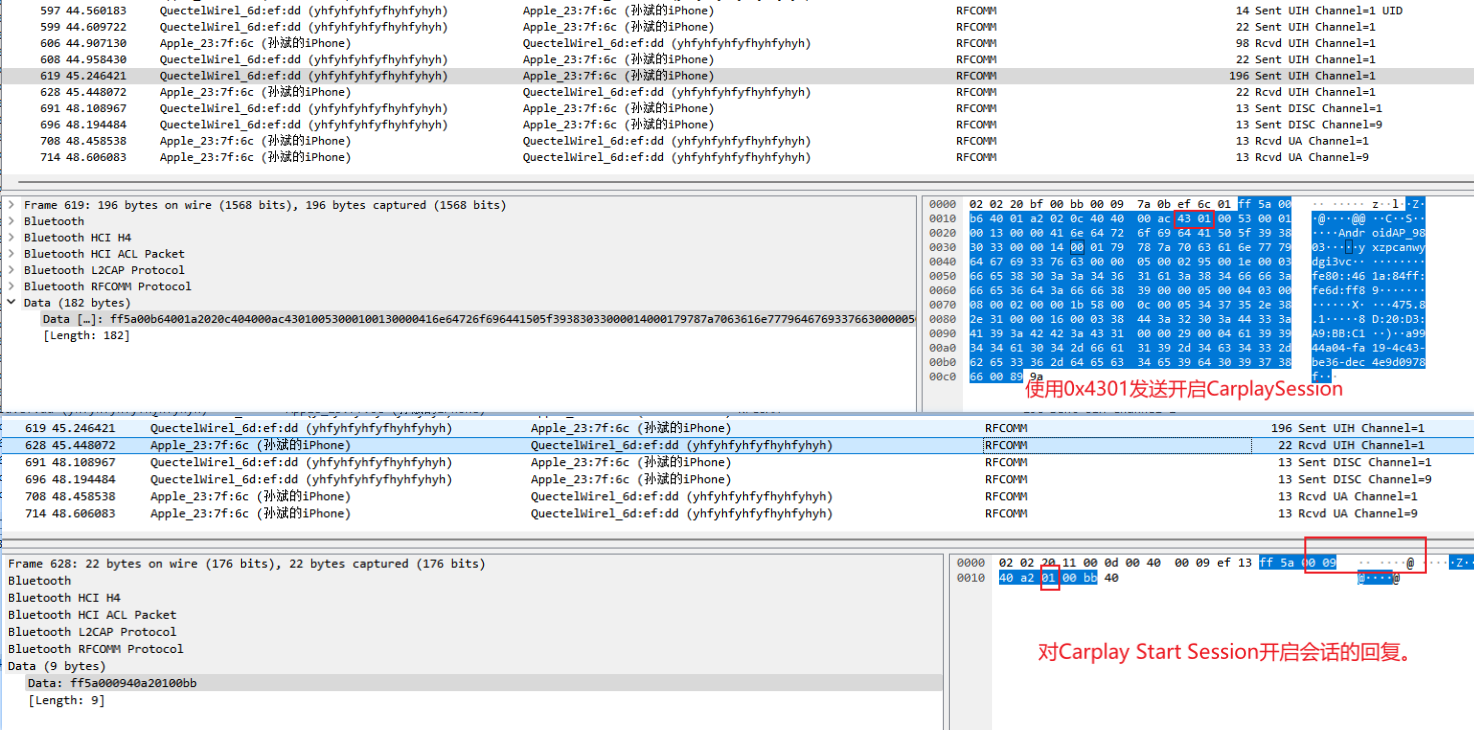 597 44.560183 QuectelWirel_6d:ef:dd (yhfyhfyhfyfhyhfyhyh) Apple_23:7f:6c (孙斌的iPhone) RFCOMM 14 Sent UIH Channel=1 UID
599 44.609722 QuectelWirel_6d:ef:dd (yhfyhfyhfyfhyhfyhyh) Apple_23:7f:6c (孙斌的iPhone) RFCOMM 22 Sent UIH Channel=1
606 44.907130 Apple_23:7f:6c (孙斌的iPhone) QuectelWirel_6d:ef:dd (yhfyhfyhfyfhyhfyhyh) RFCOMM 98 Rcvd UIH Channel=1
608 44.958430 QuectelWirel_6d:ef:dd (yhfyhfyhfyfhyhfyhyh) Apple_23:7f:6c (孙斌的iPhone) RFCOMM 22 Sent UIH Channel=1
619 45.246421 QuectelWirel_6d:ef:dd (yhfyhfyhfyfhyhfyhyh) Apple_23:7f:6c (孙斌的iPhone) RFCOMM 196 Sent UIH Channel=1
628 45.448072 Apple_23:7f:6c (孙斌的iPhone) QuectelWirel_6d:ef:dd (yhfyhfyhfyfhyhfyhyh) RFCOMM 22 Rcvd UIH Channel=1
691 48.108967 QuectelWirel_6d:ef:dd (yhfyhfyhfyfhyhfyhyh) Apple_23:7f:6c (孙斌的iPhone) RFCOMM 13 Sent DISC Channel=1
696 48.194484 QuectelWirel_6d:ef:dd (yhfyhfyhfyfhyhfyhyh) Apple_23:7f:6c (孙斌的iPhone) RFCOMM 13 Sent DISC Channel=9
708 48.458538 Apple_23:7f:6c (孙斌的iPhone) QuectelWirel_6d:ef:dd (yhfyhfyhfyfhyhfyhyh) RFCOMM 13 Rcvd UA Channel=1
714 48.606083 Apple_23:7f:6c (孙斌的iPhone) QuectelWirel_6d:ef:dd (yhfyhfyhfyfhyhfyhyh) RFCOMM 13 Rcvd UA Channel=9
Frame 619: 196 bytes on wire (1568 bits), 196 bytes captured (1568 bits)
Bluetooth
Bluetooth HCI H4
Bluetooth HCI ACL Packet
Bluetooth L2CAP Protocol
Bluetooth RFCOMM Protocol
Data (182 bytes)
Data […]: ff5a00b64001a2020c404000ac43010053000100130000416e64726f696441505f39383033000014000179787a7063616e7779646769337663000005
[Length: 182]
0000 02 02 20 bf 00 bb 00 09 7a 0b ef 6c 01 ff 5a 00 ·· ····· z··l··Z·
0010 b6 40 01 a2 02 0c 40 40 00 ac 43 01 00 53 00 01 ·@····@@ ··C··S··
0020 00 13 00 00 41 6e 64 72 6f 69 64 41 50 5f 39 38 ····Andr oidAP_98
0030 30 33 00 00 14 00 01 79 78 7a 70 63 61 6e 77 79 03·····y xzpcanwy
0040 64 67 69 33 76 63 00 00 05 00 02 95 00 1e 00 03 dgi3vc·· ········
0050 66 65 38 30 3a 3a 34 36 31 61 3a 38 34 66 66 3a fe80::46 1a:84ff:
0060 66 65 36 64 3a 66 66 38 39 00 00 05 00 04 03 00 fe6d:ff8 9·······
0070 08 00 02 00 00 1b 58 00 0c 00 05 34 37 35 2e 38 ······X· ···475.8
0080 2e 31 00 00 16 00 03 38 44 3a 32 30 3a 44 33 3a .1·····8 D:20:D3:
0090 41 39 3a 42 42 3a 43 31 00 00 29 00 04 61 39 39 A9:BB:C1 ··)··a99
00a0 34 34 61 30 34 2d 66 61 31 39 2d 34 63 34 33 2d 44a04-fa 19-4c43-
00b0 62 65 33 36 2d 64 65 63 34 65 39 64 30 39 37 38 be36-dec 4e9d0978
00c0 66 00 89 9a f···
使用0x4301发送开启CarplaySession
619 45.246421 QuectelWirel_6d:ef:dd (yhfyhfyhfyfhyhfyhyh) Apple_23:7f:6c (孙斌的iPhone) RFCOMM 196 Sent UIH Channel=1
628 45.448072 Apple_23:7f:6c (孙斌的iPhone) QuectelWirel_6d:ef:dd (yhfyhfyhfyfhyhfyhyh) RFCOMM 22 Rcvd UIH Channel=1
691 48.108967 QuectelWirel_6d:ef:dd (yhfyhfyhfyfhyhfyhyh) Apple_23:7f:6c (孙斌的iPhone) RFCOMM 13 Sent DISC Channel=1
696 48.194484 QuectelWirel_6d:ef:dd (yhfyhfyhfyfhyhfyhyh) Apple_23:7f:6c (孙斌的iPhone) RFCOMM 13 Sent DISC Channel=9
708 48.458538 Apple_23:7f:6c (孙斌的iPhone) QuectelWirel_6d:ef:dd (yhfyhfyhfyfhyhfyhyh) RFCOMM 13 Rcvd UA Channel=1
714 48.606083 Apple_23:7f:6c (孙斌的iPhone) QuectelWirel_6d:ef:dd (yhfyhfyhfyfhyhfyhyh) RFCOMM 13 Rcvd UA Channel=9
Frame 628: 22 bytes on wire (176 bits), 22 bytes captured (176 bits)
Bluetooth
Bluetooth HCI H4
Bluetooth HCI ACL Packet
Bluetooth L2CAP Protocol
Bluetooth RFCOMM Protocol
Data (9 bytes)
Data: ff5a000940a20100bb
[Length: 9]
0000 02 02 20 11 00 0d 00 40 00 09 ef 13 ff 5a 00 09 ·· ····@ ·····Z··
0010 40 a2 01 00 bb 40 @····@
对Carplay Start Session开启会话的回复。